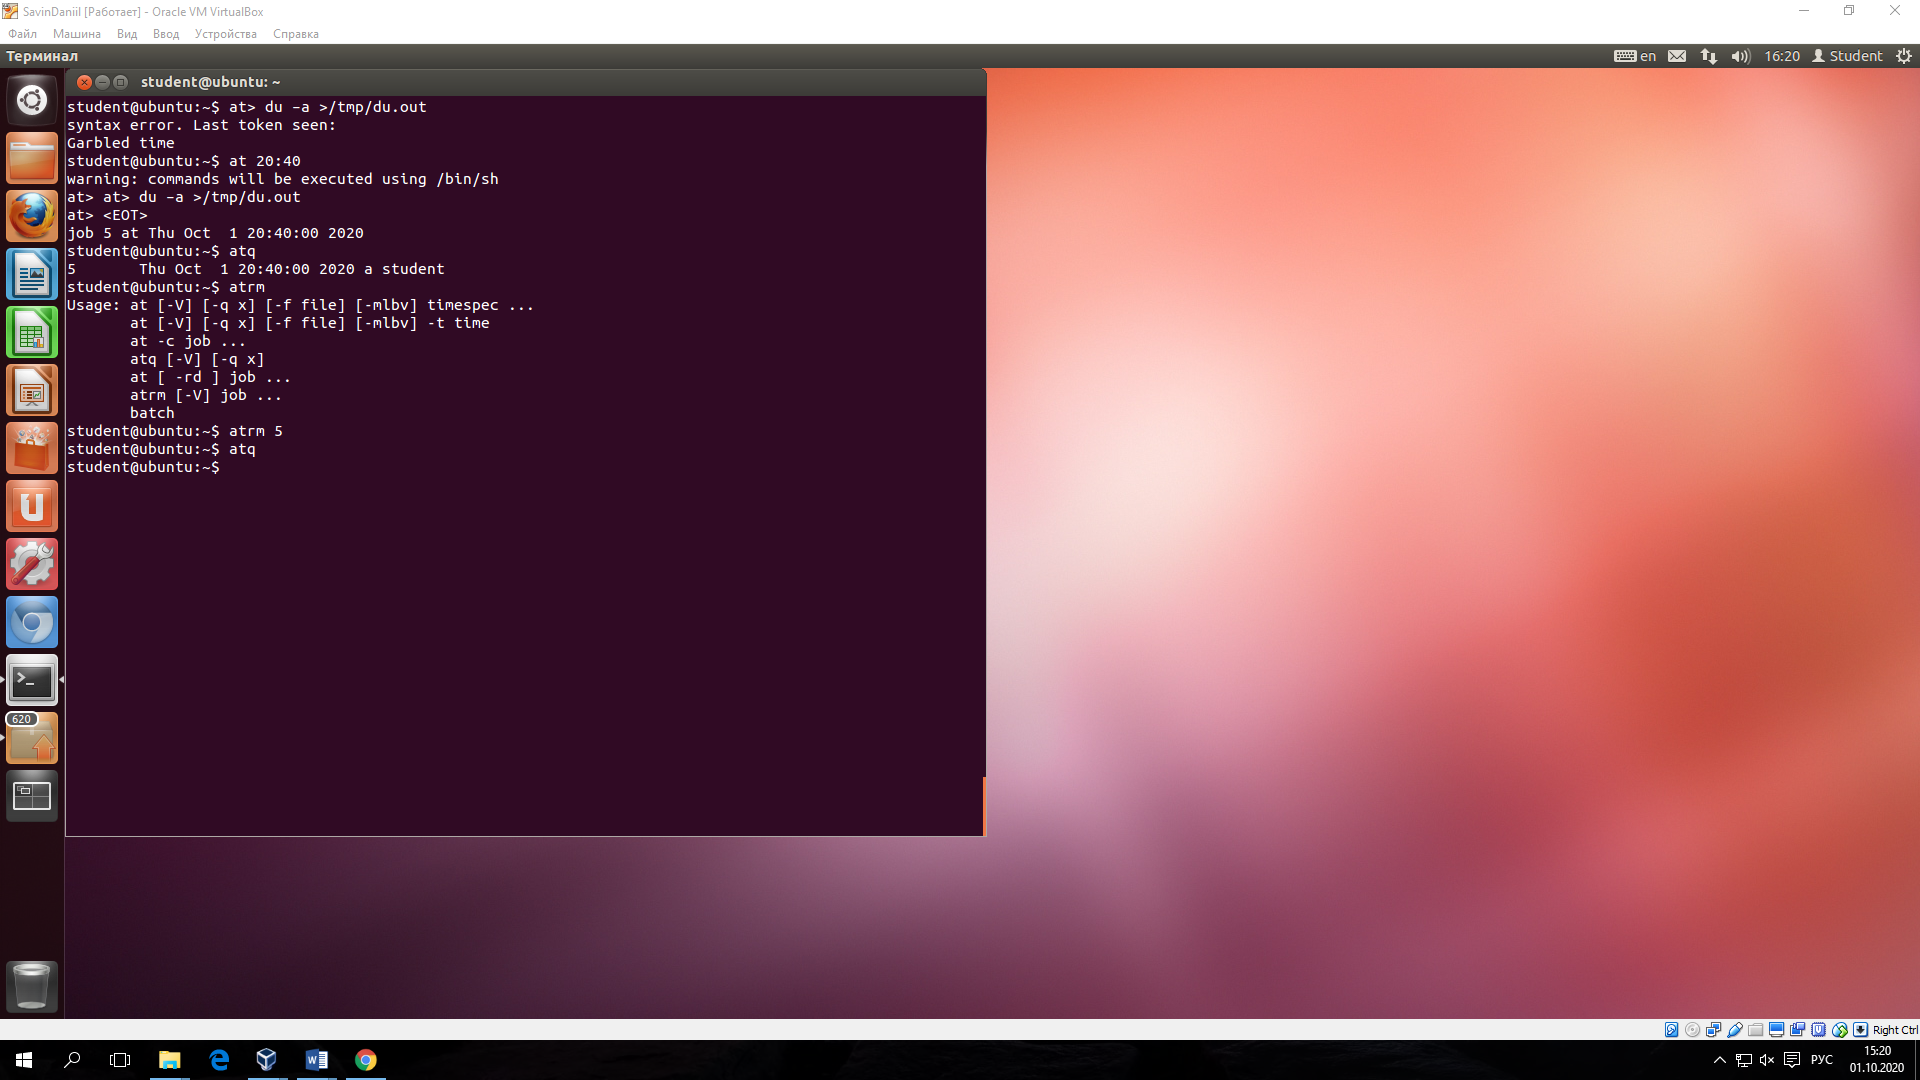 SavinDaniil [Работает] - Oracle VM VirtualBox
Файл Машина Вид Ввод Устройства Справка
Терминал en 16:20 Student
student@ubuntu: ~
student@ubuntu:~$ at> du -a >/tmp/du.out
syntax error. Last token seen:
Garbled time
student@ubuntu:~$ at 20:40
warning: commands will be executed using /bin/sh
at> at> du -a >/tmp/du.out
at> <EOT>
job 5 at Thu Oct  1 20:40:00 2020
student@ubuntu:~$ atq
5       Thu Oct  1 20:40:00 2020 a student
student@ubuntu:~$ atrm
Usage: at [-V] [-q x] [-f file] [-mlbv] timespec ...
       at [-V] [-q x] [-f file] [-mlbv] -t time
       at -c job ...
       atq [-V] [-q x]
       at [ -rd ] job ...
       atrm [-V] job ...
       batch
student@ubuntu:~$ atrm 5
student@ubuntu:~$ atq
student@ubuntu:~$
620
Right Ctrl
РУС 15:20
01.10.2020